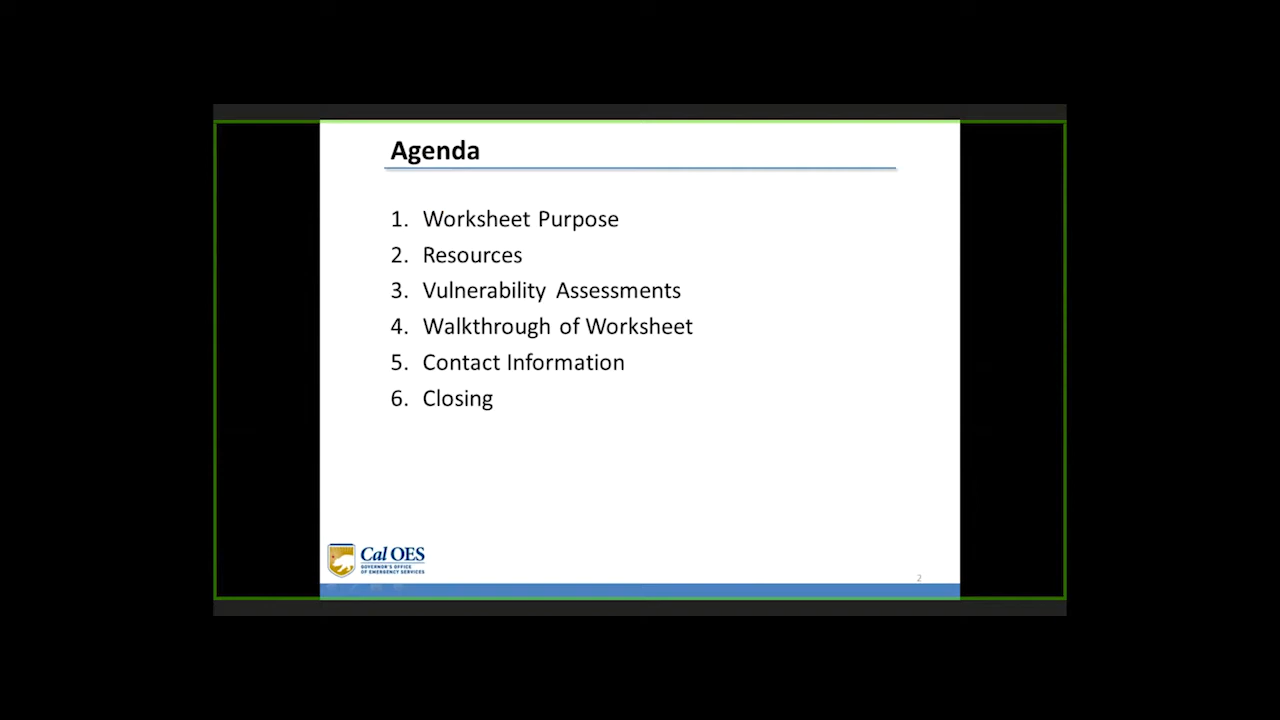 Agenda
1. Worksheet Purpose
2. Resources
3. Vulnerability Assessments
4. Walkthrough of Worksheet
5. Contact Information
6. Closing
Cal OES
GOVERNOR'S OFFICE
OF EMERGENCY SERVICES
2